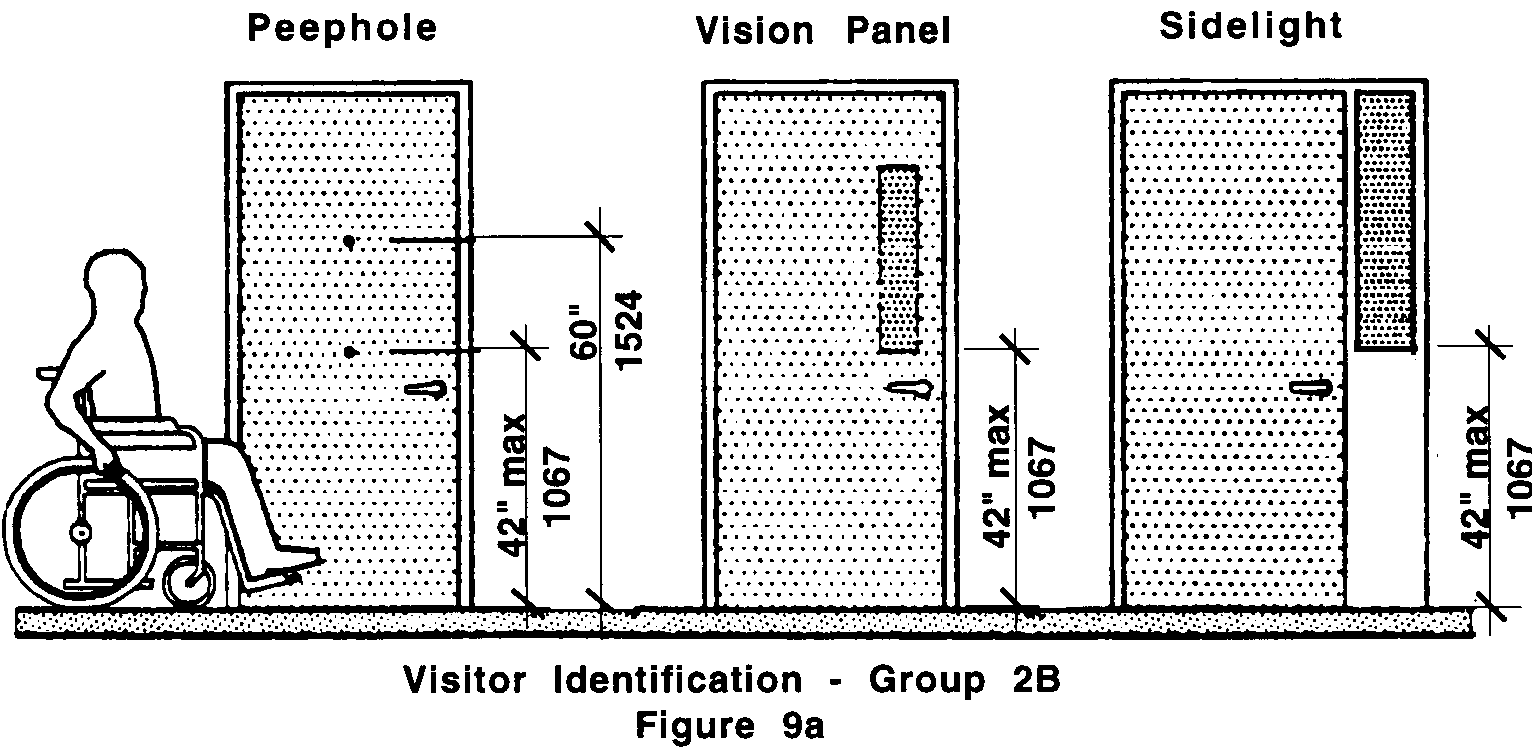 Peephole
Vision Panel
Sidelight
60"
1524
42" max
1067
42" max
1067
42" max
1067
Visitor Identification - Group 2B
Figure 9a